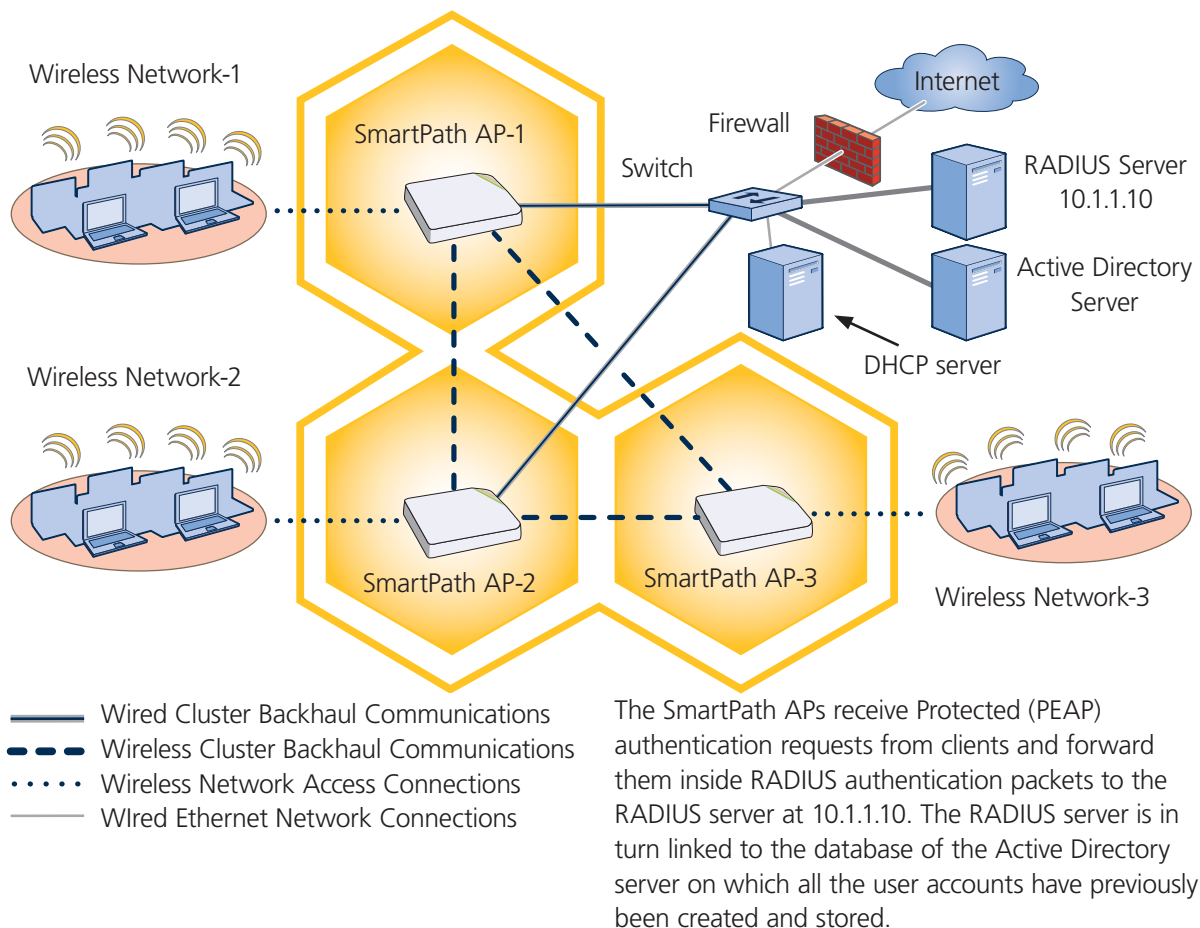 Wireless Network-1
SmartPath AP-1
Internet
Firewall
Switch
RADIUS Server
10.1.1.10
Active Directory
Server
DHCP server
Wireless Network-2
SmartPath AP-2
SmartPath AP-3
Wireless Network-3
Wired Cluster Backhaul Communications
Wireless Cluster Backhaul Communications
Wireless Network Access Connections
WIred Ethernet Network Connections
The SmartPath APs receive Protected (PEAP)
authentication requests from clients and forward
them inside RADIUS authentication packets to the
RADIUS server at 10.1.1.10. The RADIUS server is in
turn linked to the database of the Active Directory
server on which all the user accounts have previously
been created and stored.